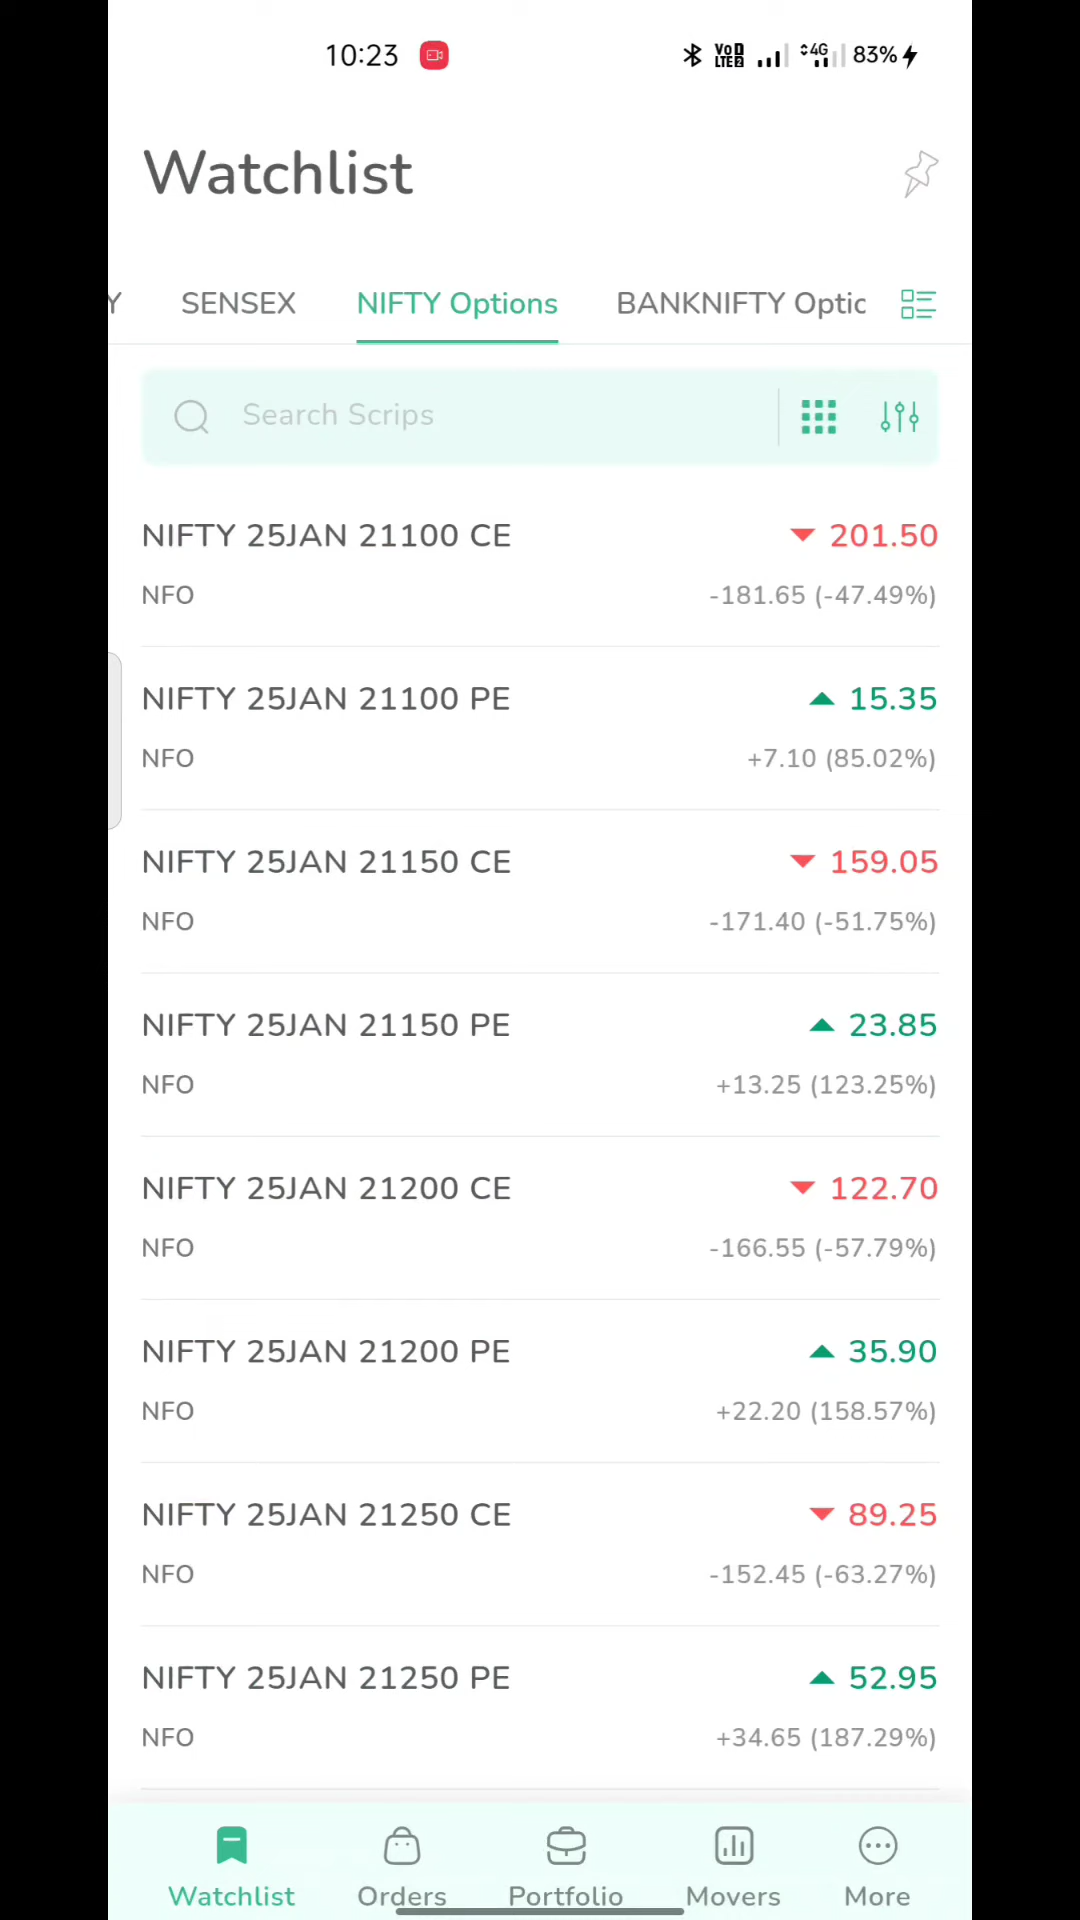 10:23
VoD LTE2 4G 83%
Watchlist
Y SENSEX NIFTY Options BANKNIFTY Optic
Search Scrips
NIFTY 25JAN 21100 CE 201.50
NFO -181.65 (-47.49%)
NIFTY 25JAN 21100 PE 15.35
NFO +7.10 (85.02%)
NIFTY 25JAN 21150 CE 159.05
NFO -171.40 (-51.75%)
NIFTY 25JAN 21150 PE 23.85
NFO +13.25 (123.25%)
NIFTY 25JAN 21200 CE 122.70
NFO -166.55 (-57.79%)
NIFTY 25JAN 21200 PE 35.90
NFO +22.20 (158.57%)
NIFTY 25JAN 21250 CE 89.25
NFO -152.45 (-63.27%)
NIFTY 25JAN 21250 PE 52.95
NFO +34.65 (187.29%)
Watchlist Orders Portfolio Movers More